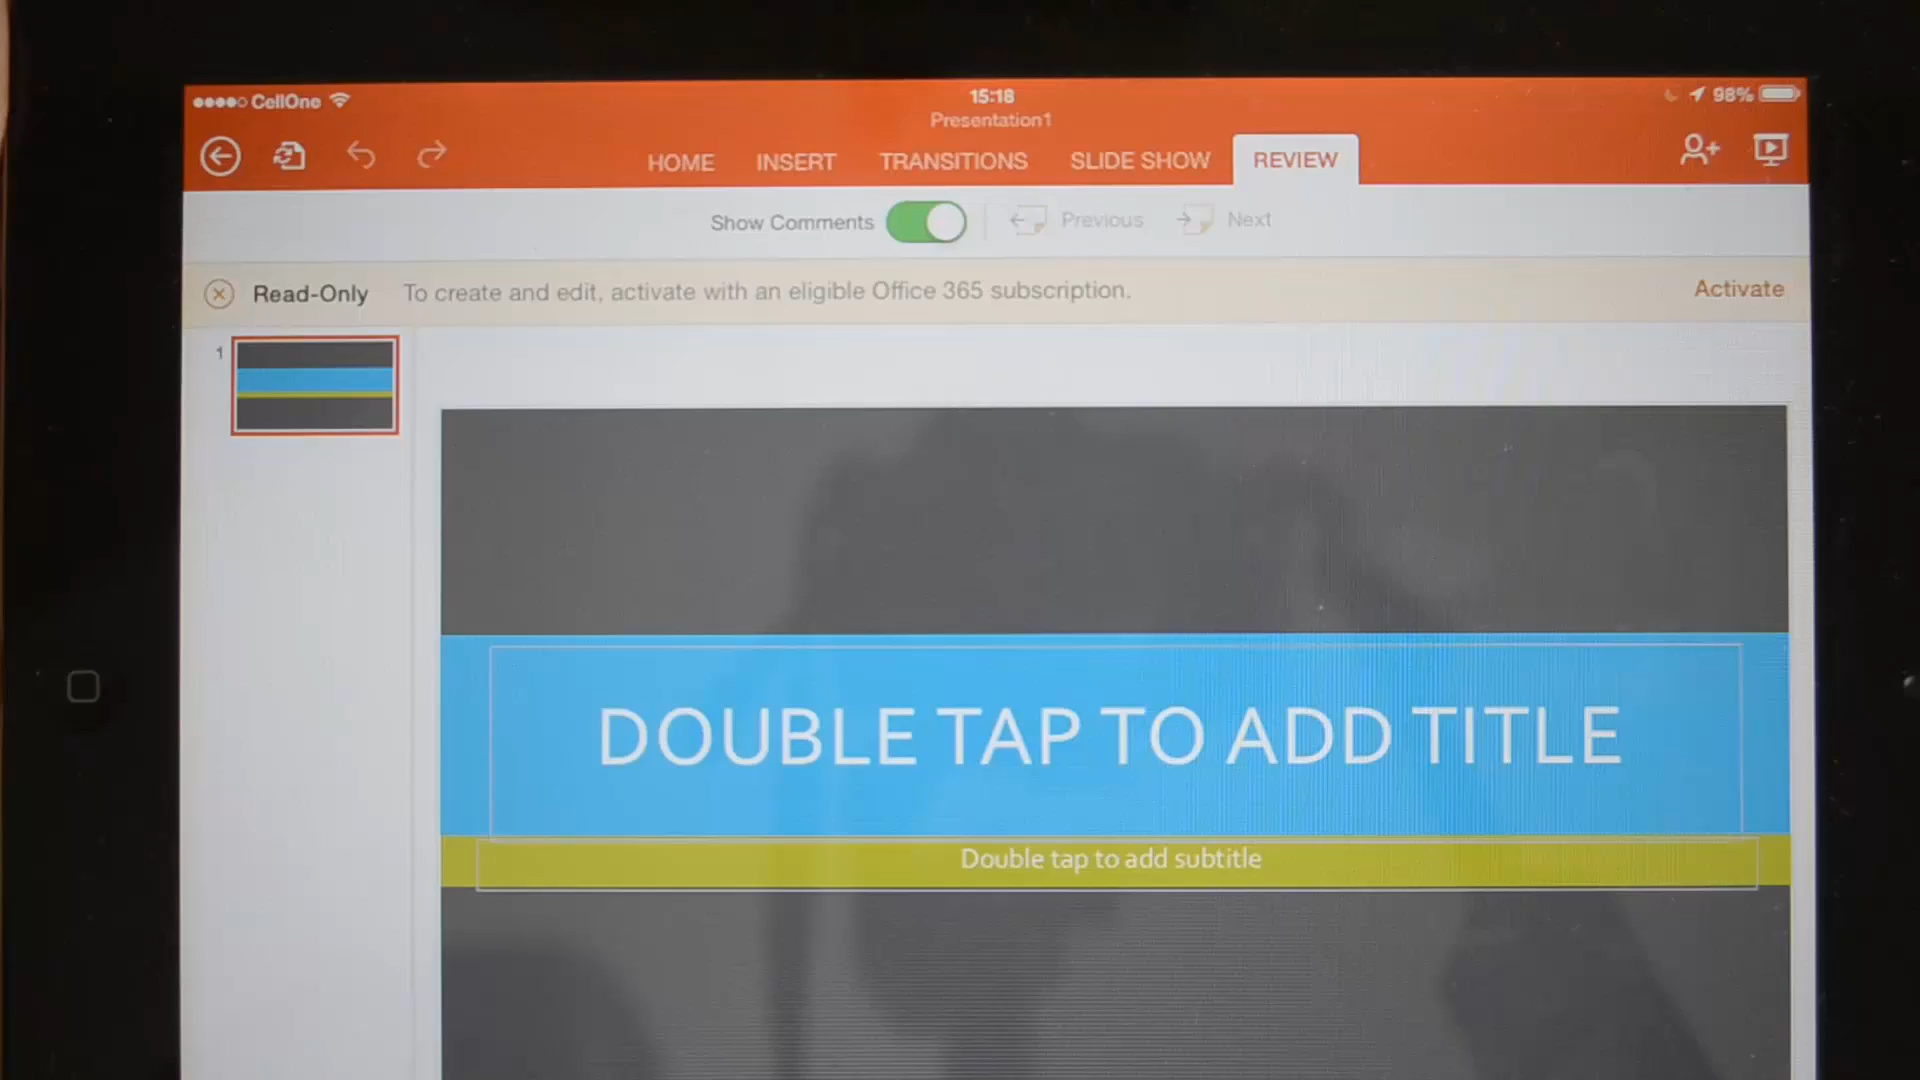 CellOne
15:18
98%
Presentation1
HOME INSERT TRANSITIONS SLIDE SHOW REVIEW
Show Comments Previous Next
Read-Only To create and edit, activate with an eligible Office 365 subscription. Activate
1
DOUBLE TAP TO ADD TITLE
Double tap to add subtitle